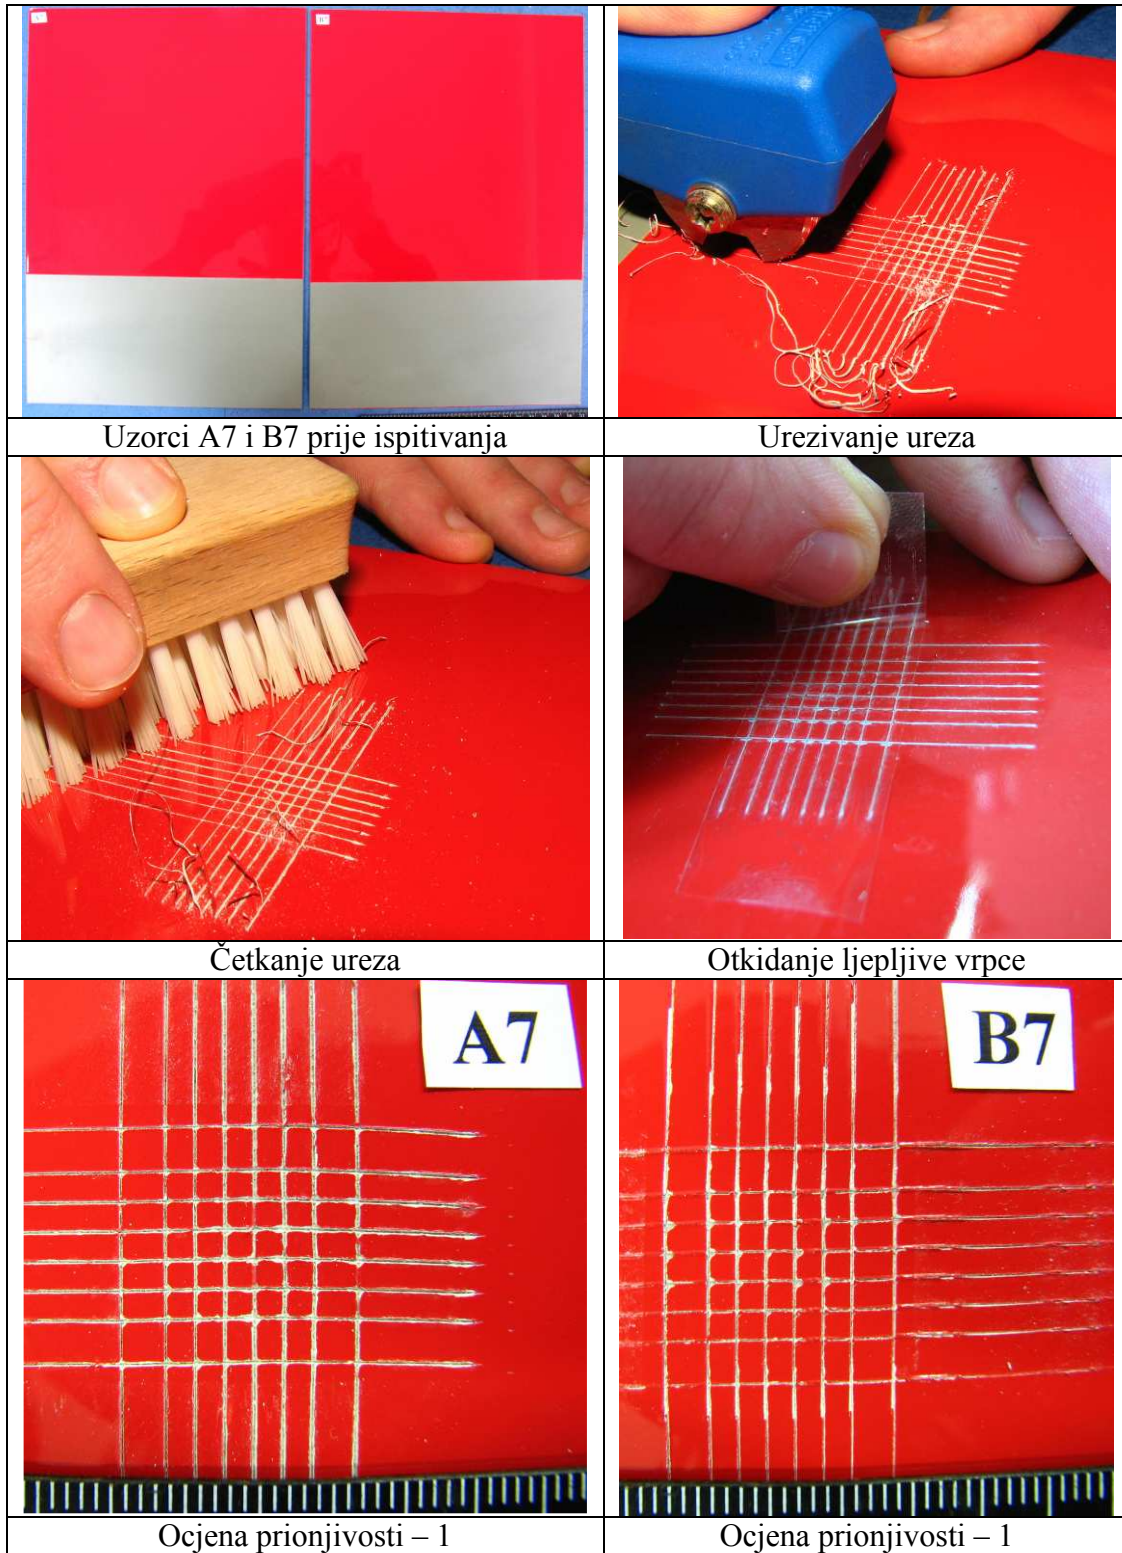 Uzorci A7 i B7 prije ispitivanja
Urezivanje ureza
Četkanje ureza
Otkidanje ljepljive vrpce
A7
B7
Ocjena prionjivosti – 1
Ocjena prionjivosti – 1